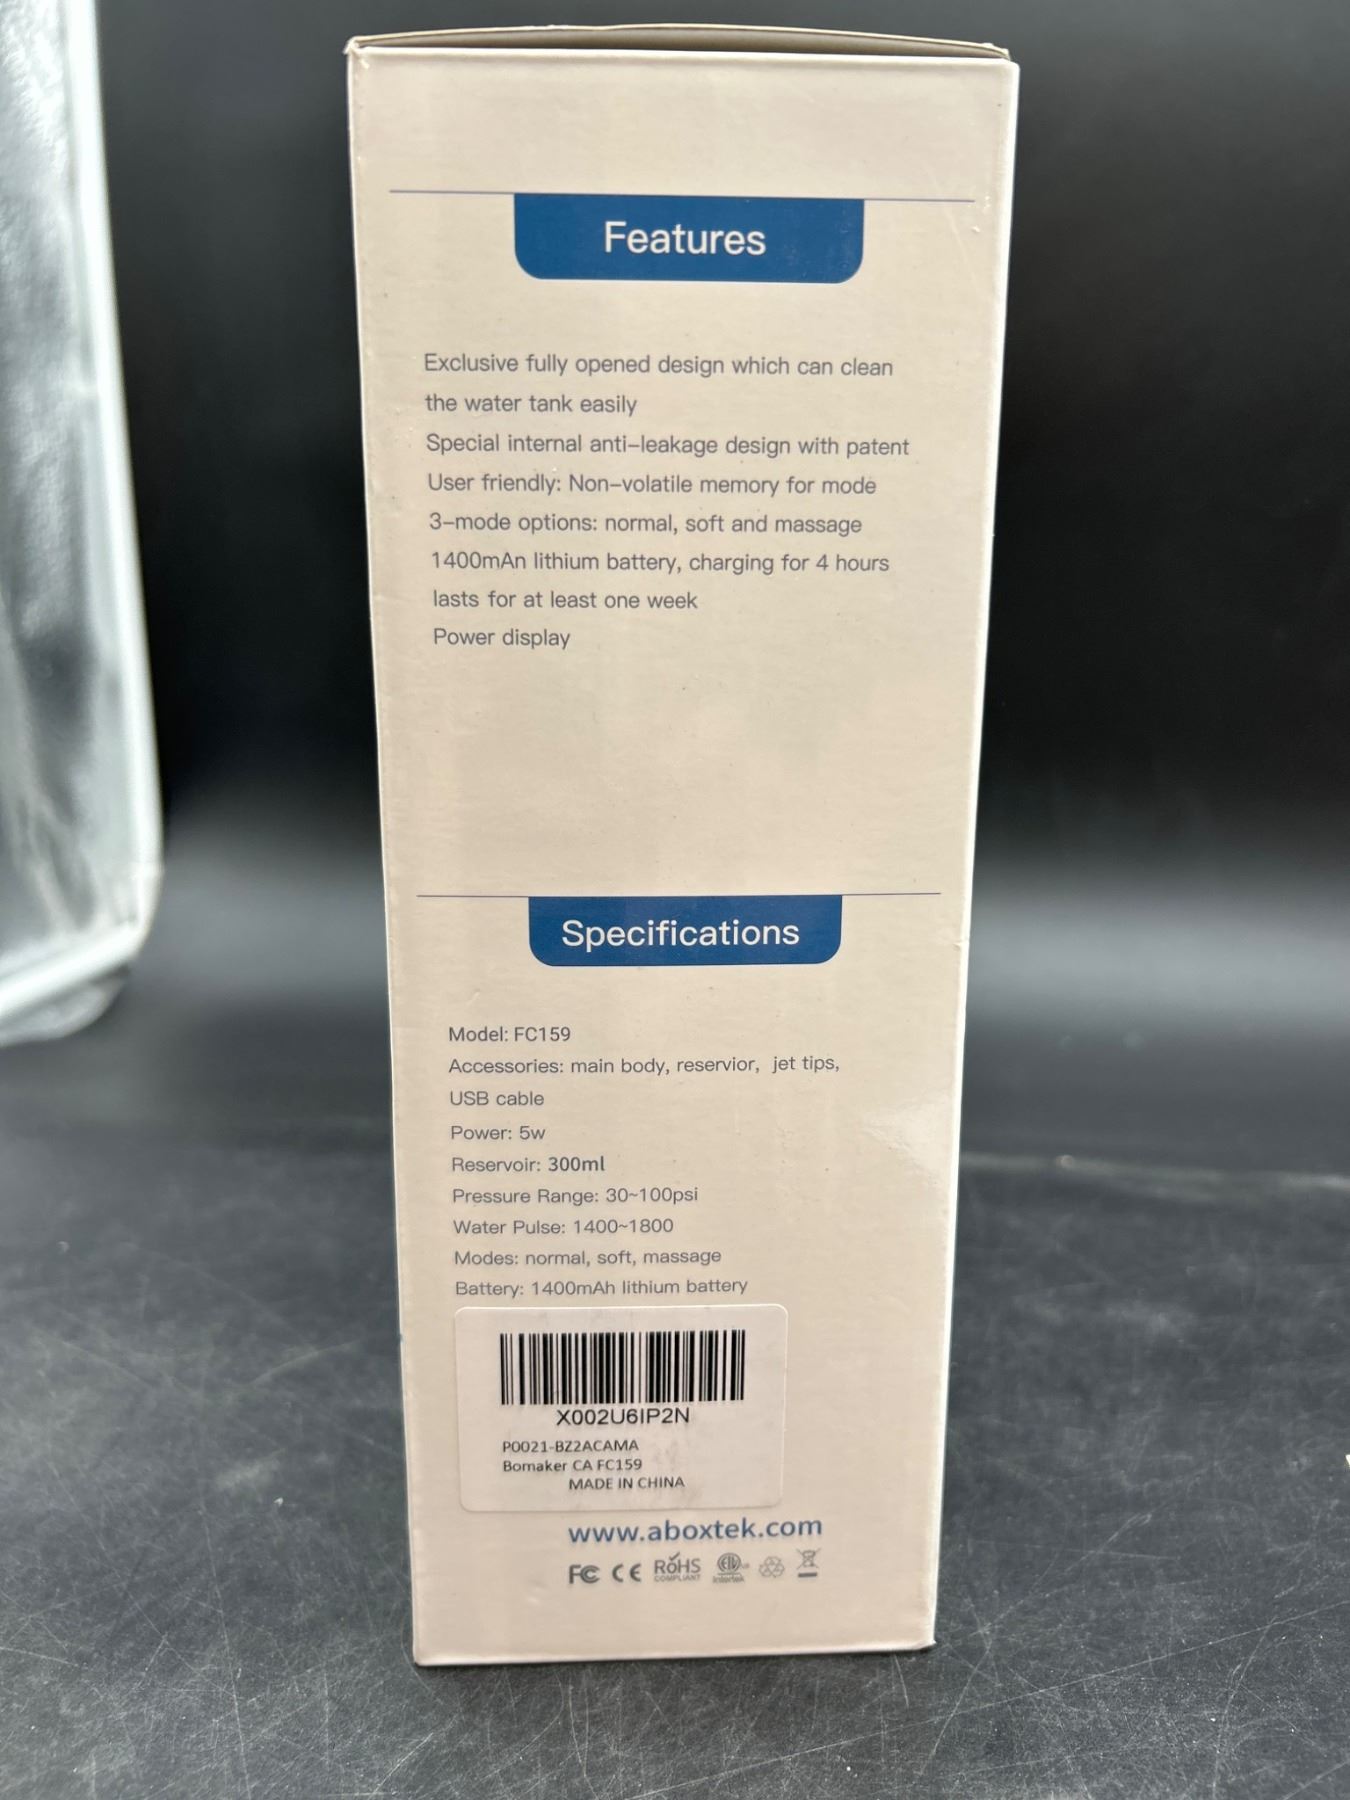 Features
Exclusive fully opened design which can clean
the water tank easily
Special internal anti-leakage design with patent
User friendly: Non-volatile memory for mode
3-mode options: normal, soft and massage
1400mAn lithium battery, charging for 4 hours
lasts for at least one week
Power display
Specifications
Model: FC159
Accessories: main body, reservior, jet tips,
USB cable
Power: 5w
Reservoir: 300ml
Pressure Range: 30~100psi
Water Pulse: 1400~1800
Modes: normal, soft, massage
Battery: 1400mAh lithium battery
X002U6IP2N
P0021-BZ2ACAMA
Bomaker CA FC159
MADE IN CHINA
www.aboxtek.com
FC CE RoHS
COMPLIANT
Intertek